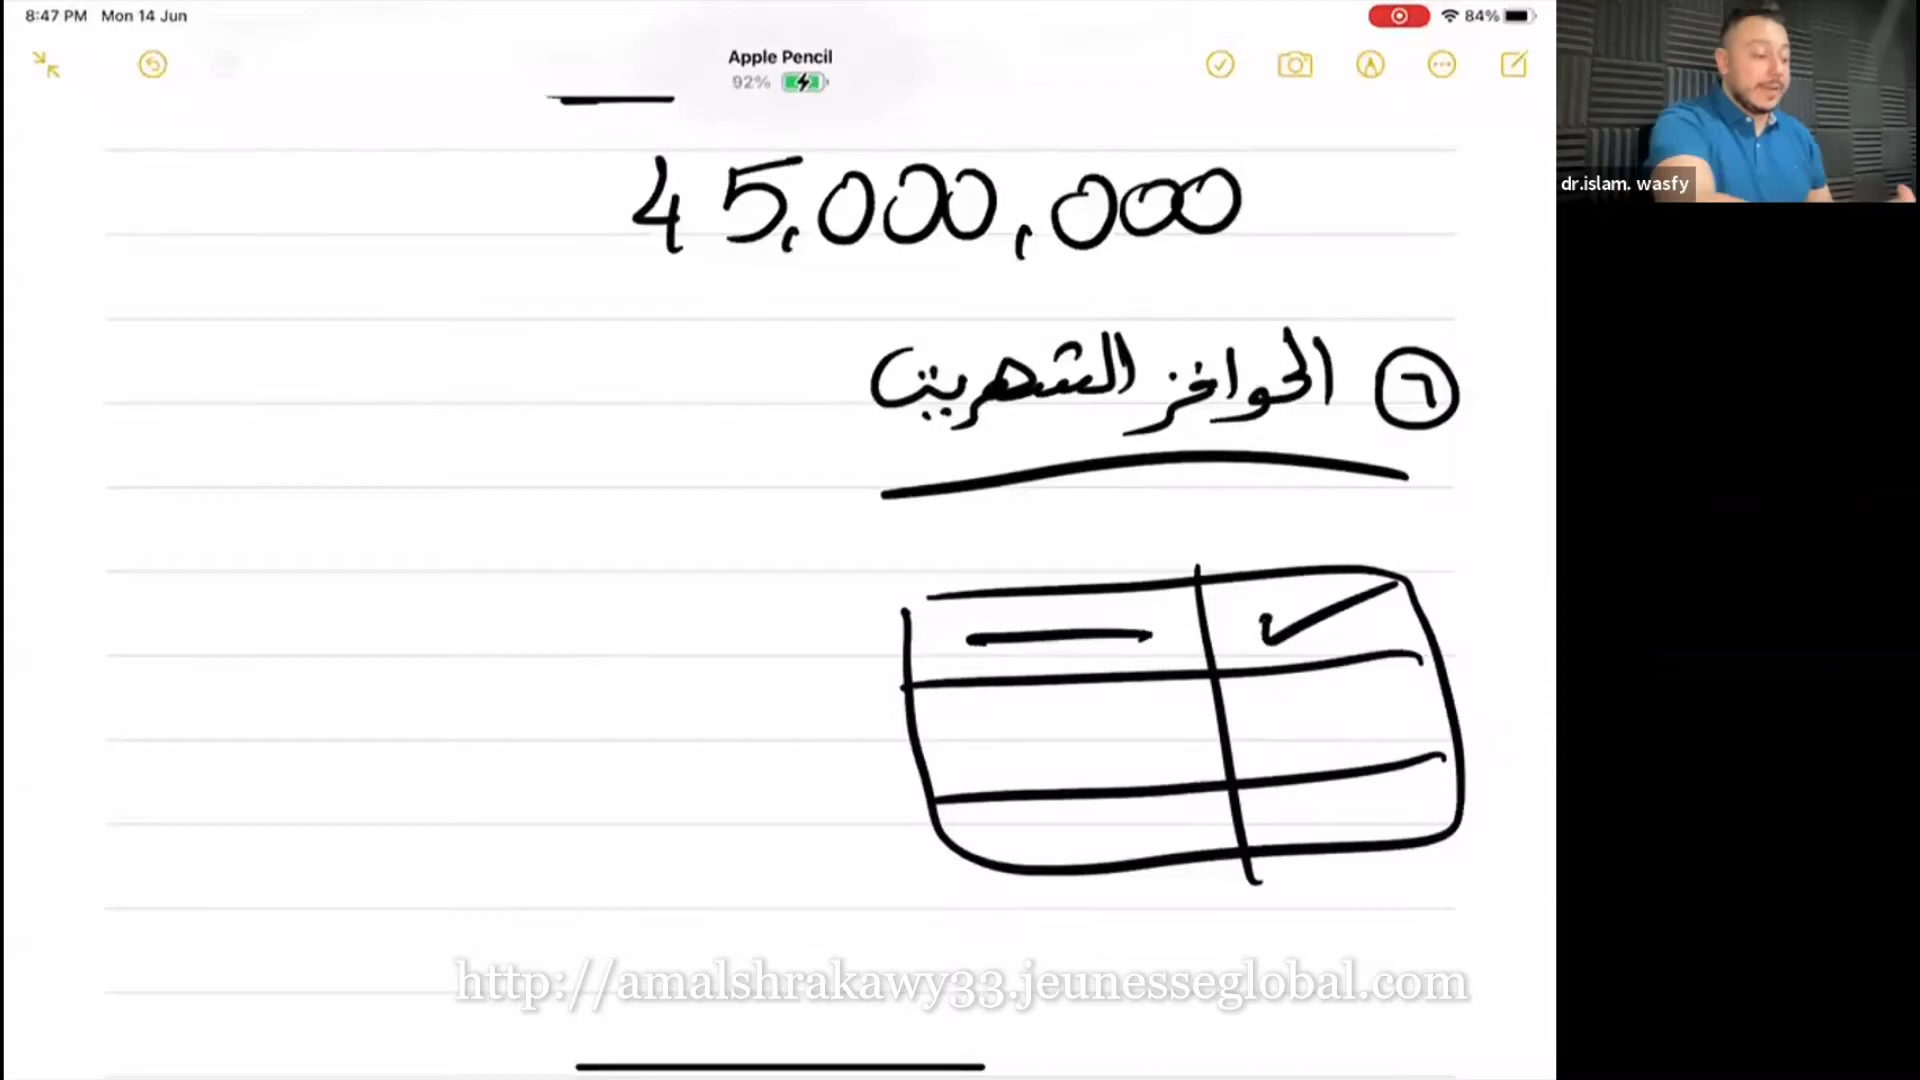 8:47 PM Mon 14 Jun
84%
Apple Pencil
92%
dr.islam. wasfy
45,000,000
٦ الحوافز الشهرية
http://amalshrakawy33.jeunesseglobal.com